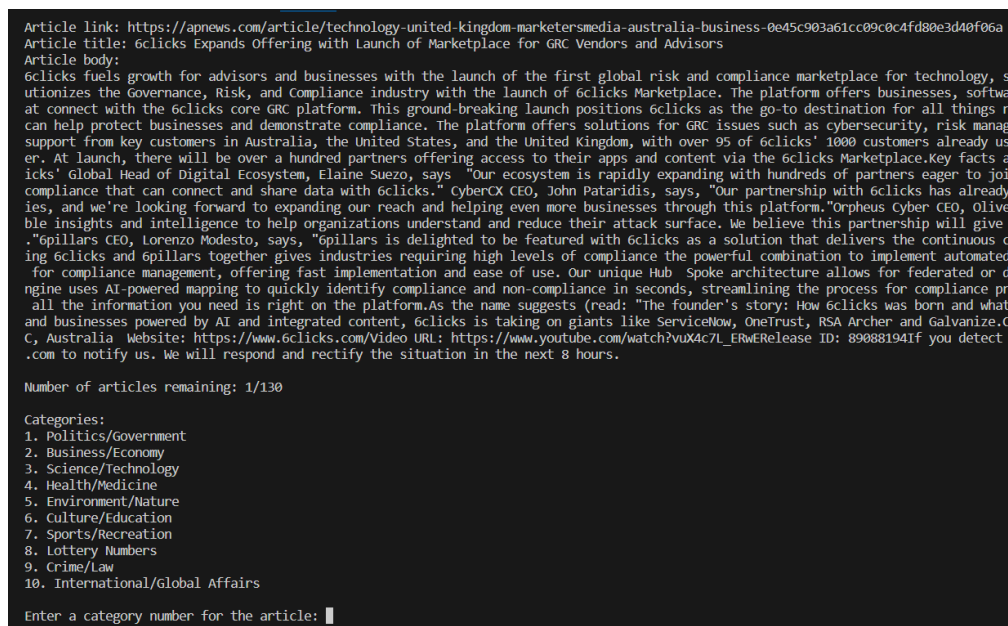 Article link: https://apnews.com/article/technology-united-kingdom-marketersmedia-australia-business-0e45c903a61cc09c0c4fd80e3d40f06a
Article title: 6clicks Expands Offering with Launch of Marketplace for GRC Vendors and Advisors
Article body:
6clicks fuels growth for advisors and businesses with the launch of the first global risk and compliance marketplace for technology, s
utionizes the Governance, Risk, and Compliance industry with the launch of 6clicks Marketplace. The platform offers businesses, softwa
at connect with the 6clicks core GRC platform. This ground-breaking launch positions 6clicks as the go-to destination for all things r
can help protect businesses and demonstrate compliance. The platform offers solutions for GRC issues such as cybersecurity, risk manag
support from key customers in Australia, the United States, and the United Kingdom, with over 95 of 6clicks' 1000 customers already us
er. At launch, there will be over a hundred partners offering access to their apps and content via the 6clicks Marketplace.Key facts a
icks' Global Head of Digital Ecosystem, Elaine Suezo, says  "Our ecosystem is rapidly expanding with hundreds of partners eager to joi
compliance that can connect and share data with 6clicks." CyberCX CEO, John Pataridis, says, "Our partnership with 6clicks has already
ies, and we're looking forward to expanding our reach and helping even more businesses through this platform."Orpheus Cyber CEO, Olive
ble insights and intelligence to help organizations understand and reduce their attack surface. We believe this partnership will give
."6pillars CEO, Lorenzo Modesto, says, "6pillars is delighted to be featured with 6clicks as a solution that delivers the continuous c
ing 6clicks and 6pillars together gives industries requiring high levels of compliance the powerful combination to implement automated
 for compliance management, offering fast implementation and ease of use. Our unique Hub  Spoke architecture allows for federated or d
ngine uses AI-powered mapping to quickly identify compliance and non-compliance in seconds, streamlining the process for compliance pr
 all the information you need is right on the platform.As the name suggests (read: "The founder's story: How 6clicks was born and what
and businesses powered by AI and integrated content, 6clicks is taking on giants like ServiceNow, OneTrust, RSA Archer and Galvanize.C
C, Australia  Website: https://www.6clicks.com/Video URL: https://www.youtube.com/watch?vuX4c7L_ERwERelease ID: 89088194If you detect
.com to notify us. We will respond and rectify the situation in the next 8 hours.
Number of articles remaining: 1/130
Categories:
1. Politics/Government
2. Business/Economy
3. Science/Technology
4. Health/Medicine
5. Environment/Nature
6. Culture/Education
7. Sports/Recreation
8. Lottery Numbers
9. Crime/Law
10. International/Global Affairs
Enter a category number for the article: